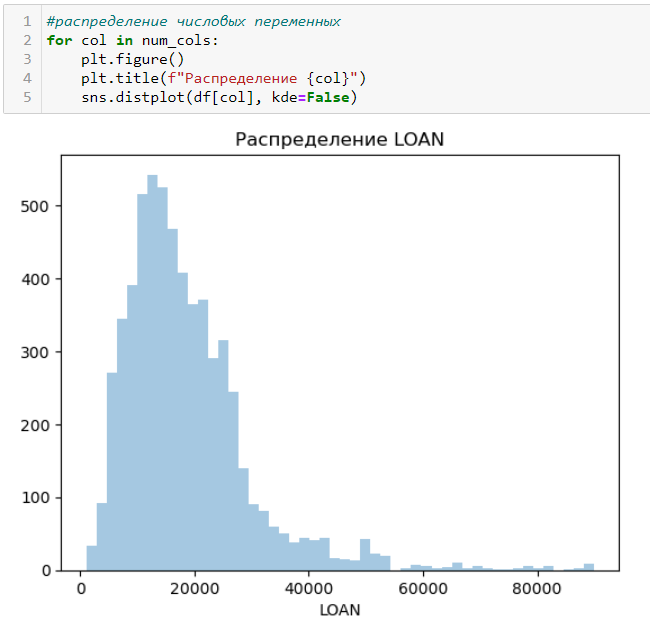 1 #распределение числовых переменных
2 for col in num_cols:
3 plt.figure()
4 plt.title(f"Распределение {col}")
5 sns.distplot(df[col], kde=False)
Распределение LOAN
500
400
300
200
100
0
0 20000 40000 60000 80000
LOAN